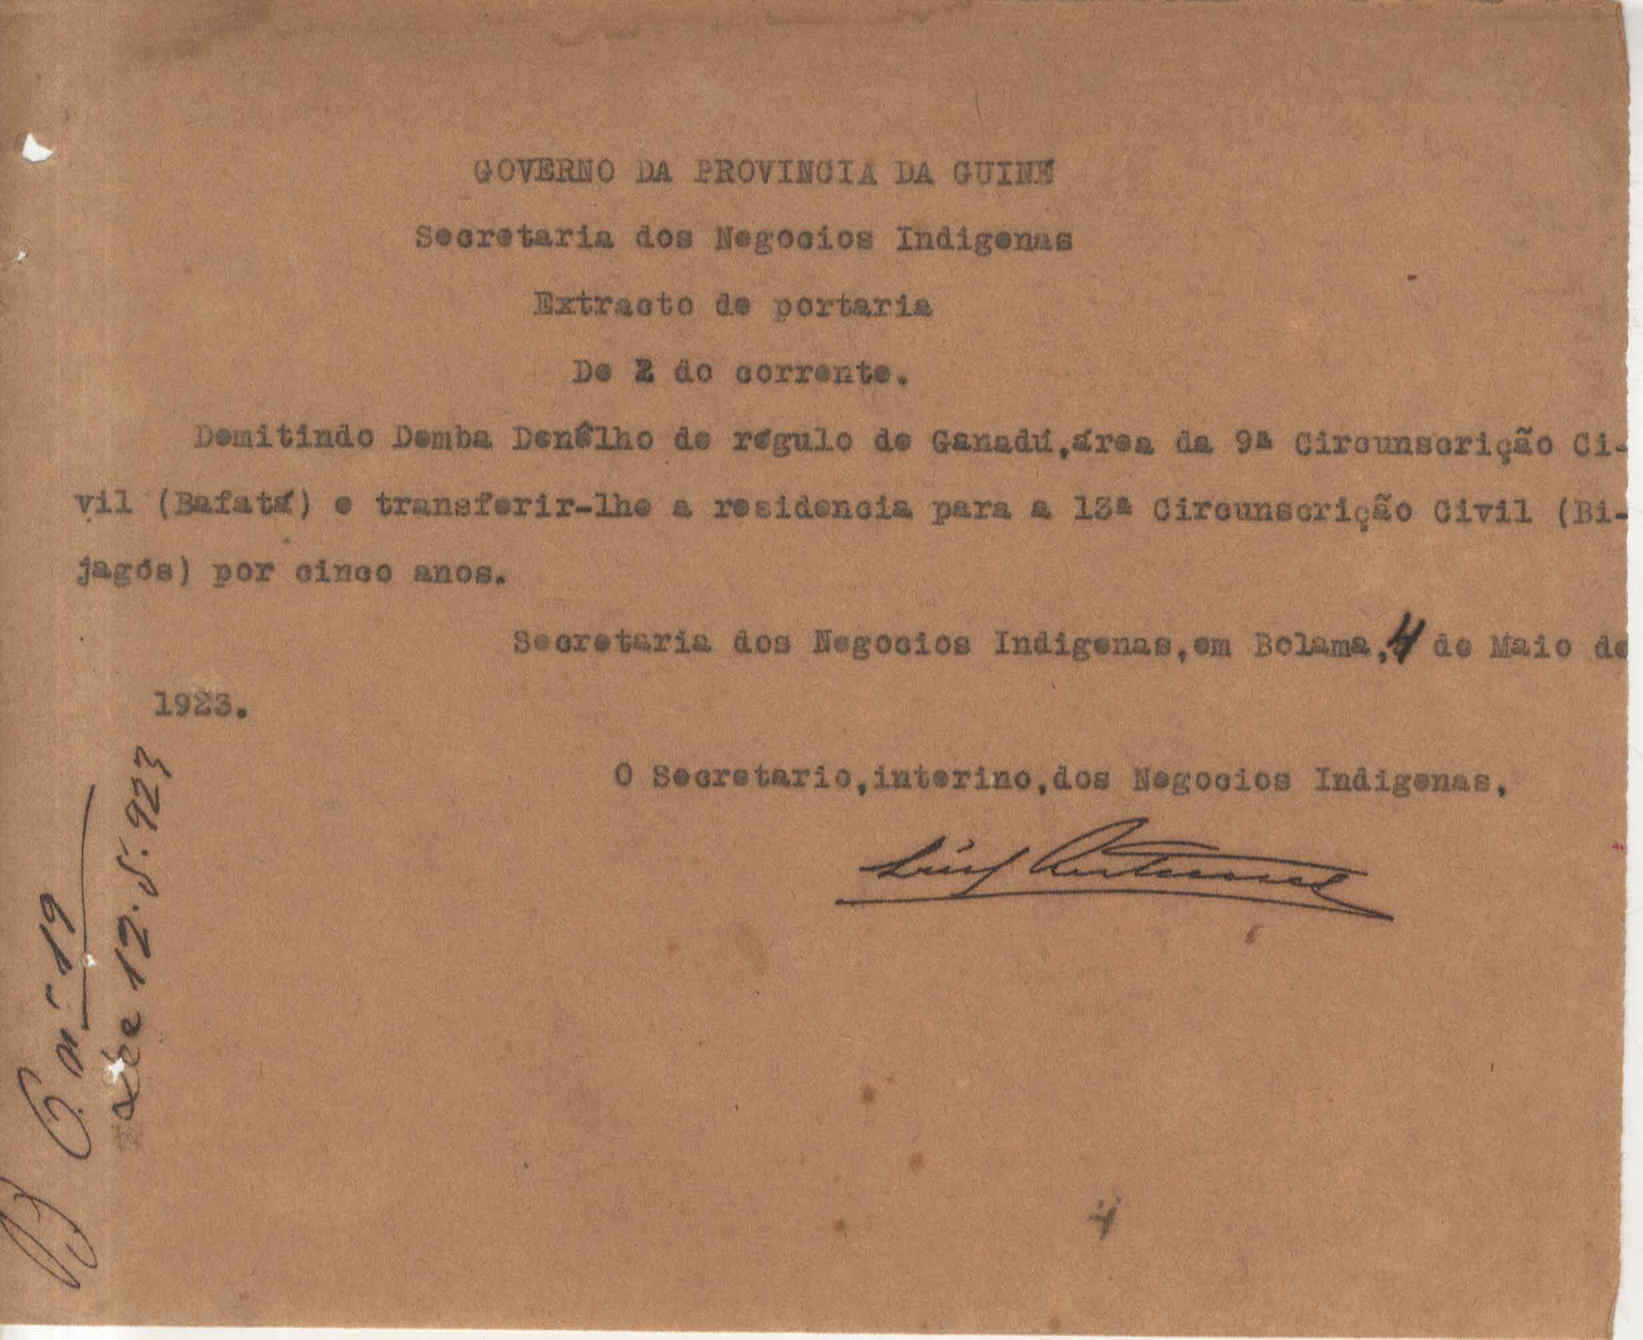 GOVERNO DA PROVINCIA DA GUINÉ
Secretaria dos Negocios Indigenas
Extracto de portaria
De 2 do corrente.
Demitindo Demba Denêlho de régulo de Ganadú,área da 9ª Circunscrição Ci-
vil (Bafatá) e transferir-lhe a residencia para a 13ª Circunscrição Civil (Bi-
jagós) por cinco anos.
Secretaria dos Negocios Indigenas,em Bolama,4 de Maio de
1923.
O Secretario,interino,dos Negocios Indigenas,
B O. nº 19
de 12.5.923